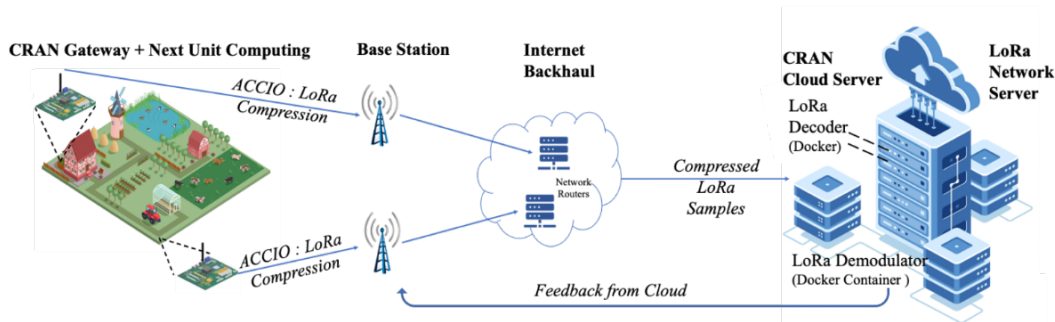 CRAN Gateway + Next Unit Computing
Base Station
Internet
Backhaul
CRAN
Cloud Server
LoRa
Network
Server
ACCIO : LoRa
Compression
LoRa
Decoder
(Docker)
Network
Routers
Compressed
LoRa
Samples
ACCIO : LoRa
Compression
LoRa Demodulator
(Docker Container )
Feedback from Cloud